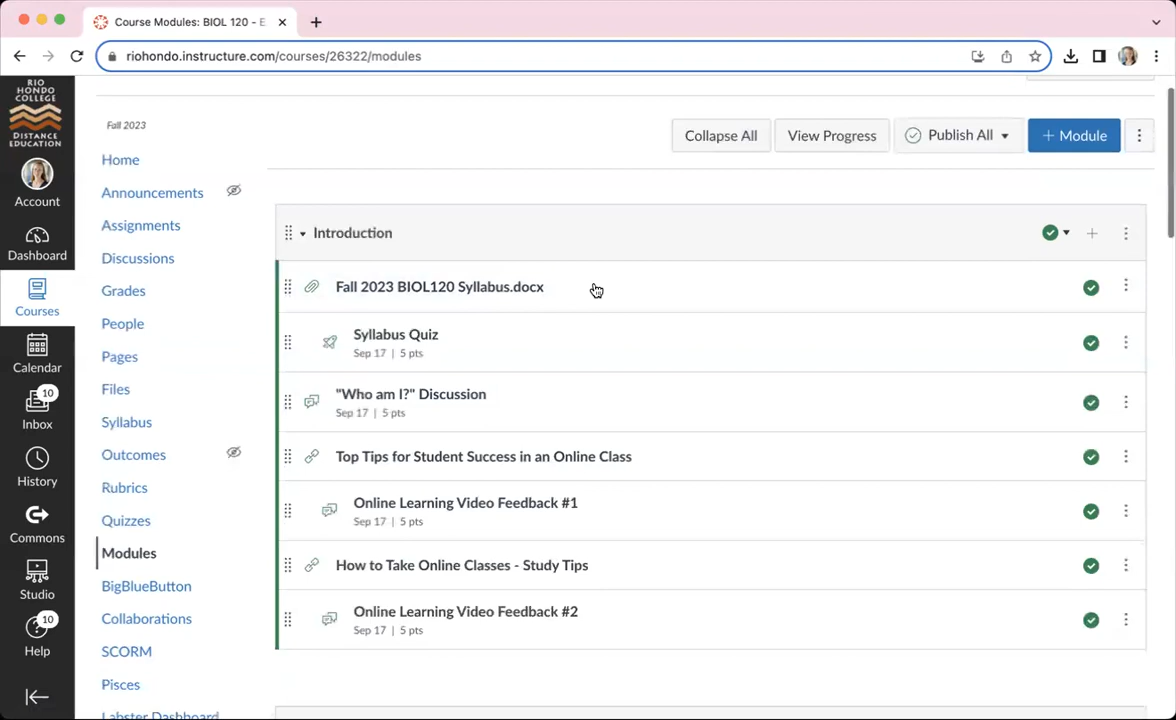 Course Modules: BIOL 120 - E
riohondo.instructure.com/courses/26322/modules
RIO
HONDO
COLLEGE
DISTANCE
EDUCATION
Account
Dashboard
Courses
Calendar
10
Inbox
History
Commons
Studio
10
Help
Fall 2023
Home
Announcements
Assignments
Discussions
Grades
People
Pages
Files
Syllabus
Outcomes
Rubrics
Quizzes
Modules
BigBlueButton
Collaborations
SCORM
Pisces
Labster Dashboard
Collapse All
View Progress
Publish All
+ Module
Introduction
Fall 2023 BIOL120 Syllabus.docx
Syllabus Quiz
Sep 17 | 5 pts
"Who am I?" Discussion
Sep 17 | 5 pts
Top Tips for Student Success in an Online Class
Online Learning Video Feedback #1
Sep 17 | 5 pts
How to Take Online Classes - Study Tips
Online Learning Video Feedback #2
Sep 17 | 5 pts